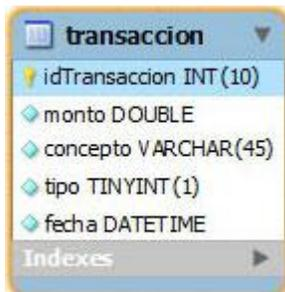 transaccion
idTransaccion INT(10)
monto DOUBLE
concepto VARCHAR(45)
tipo TINYINT(1)
fecha DATETIME
Indexes